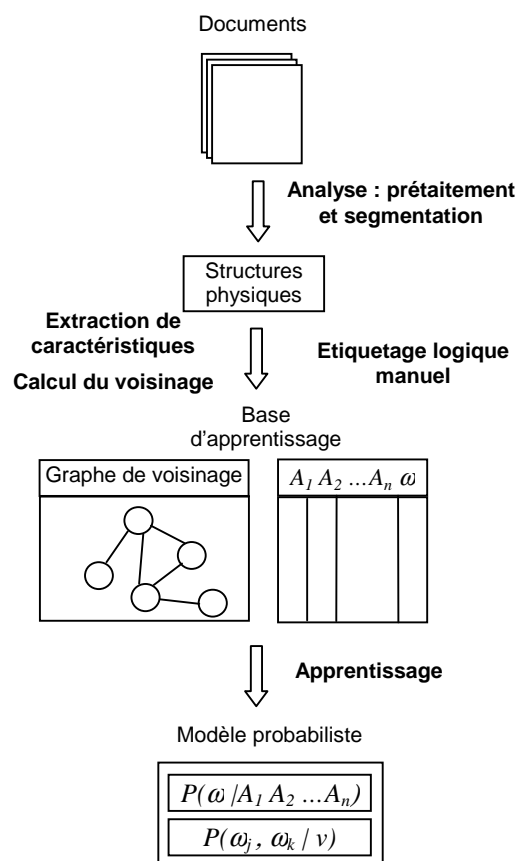 Documents
Analyse : prétaitement
et segmentation
Structures
physiques
Extraction de
caractéristiques
Calcul du voisinage
Etiquetage logique
manuel
Base
d'apprentissage
Graphe de voisinage
A₁ A₂ ...Aₙ ω
Apprentissage
Modèle probabiliste
P(ω /A₁ A₂ ...Aₙ)
P(ωⱼ , ωₖ / v)